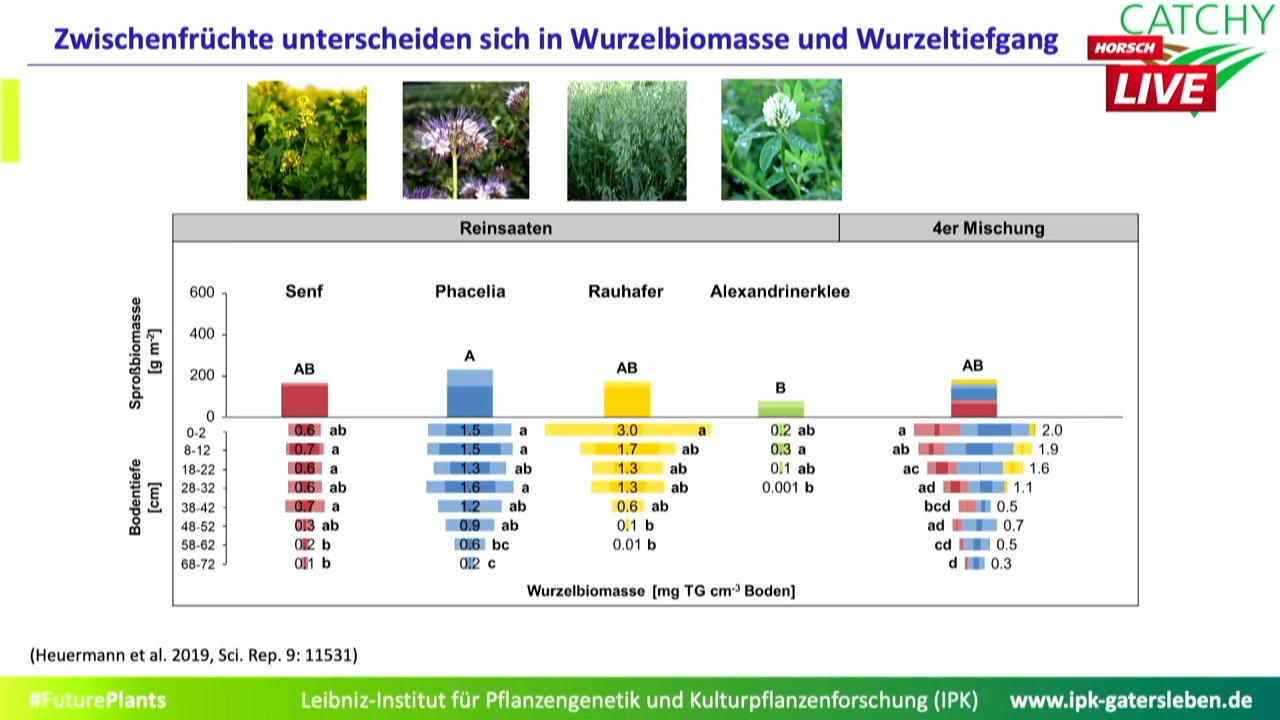 CATCHY
Zwischenfrüchte unterscheiden sich in Wurzelbiomasse und Wurzeltiefgang
HORSCH
LIVE
Reinsaaten 4er Mischung
Senf Phacelia Rauhafer Alexandrinerklee
Sproßbiomasse [g m-2]
600
400
200
0
AB A AB B AB
Bodentiefe [cm]
0-2 0.6 ab 1.5 a 3.0 a 0.2 ab a 2.0
8-12 0.7 a 1.5 a 1.7 ab 0.3 a ab 1.9
18-22 0.6 a 1.3 ab 1.3 ab 0.1 ab ac 1.6
28-32 0.6 ab 1.6 a 1.3 ab 0.001 b ad 1.1
38-42 0.7 a 1.2 ab 0.6 ab bcd 0.5
48-52 0.3 ab 0.9 ab 0.1 b ad 0.7
58-62 0.2 b 0.6 bc 0.01 b cd 0.5
68-72 0.1 b 0.2 c d 0.3
Wurzelbiomasse [mg TG cm-3 Boden]
(Heuermann et al. 2019, Sci. Rep. 9: 11531)
#FuturePlants Leibniz-Institut für Pflanzengenetik und Kulturpflanzenforschung (IPK) www.ipk-gatersleben.de